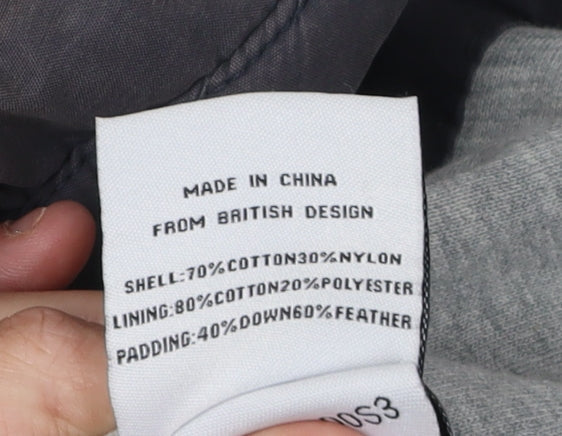 MADE IN CHINA
FROM BRITISH DESIGN
SHELL:70%COTTON30%NYLON
LINING:80%COTTON20%POLYESTER
PADDING:40%DOWN60%FEATHER